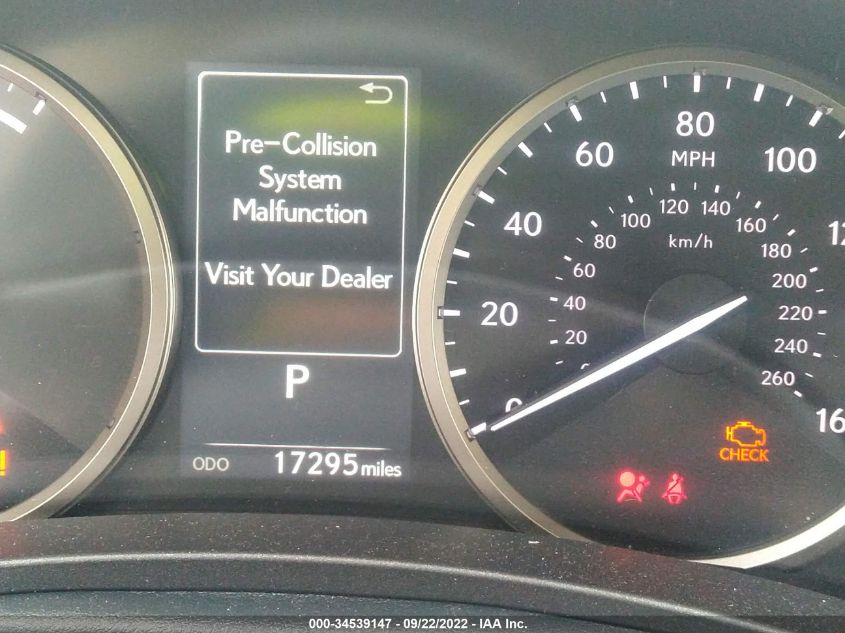 Pre-Collision
System
Malfunction
Visit Your Dealer
P
ODO 17295 miles
80
MPH
60
100
40
20
0
120 140
100
160
80
km/h
180
60
200
40
220
20
240
260
16
CHECK
!
000-34539147 - 09/22/2022 - IAA Inc.